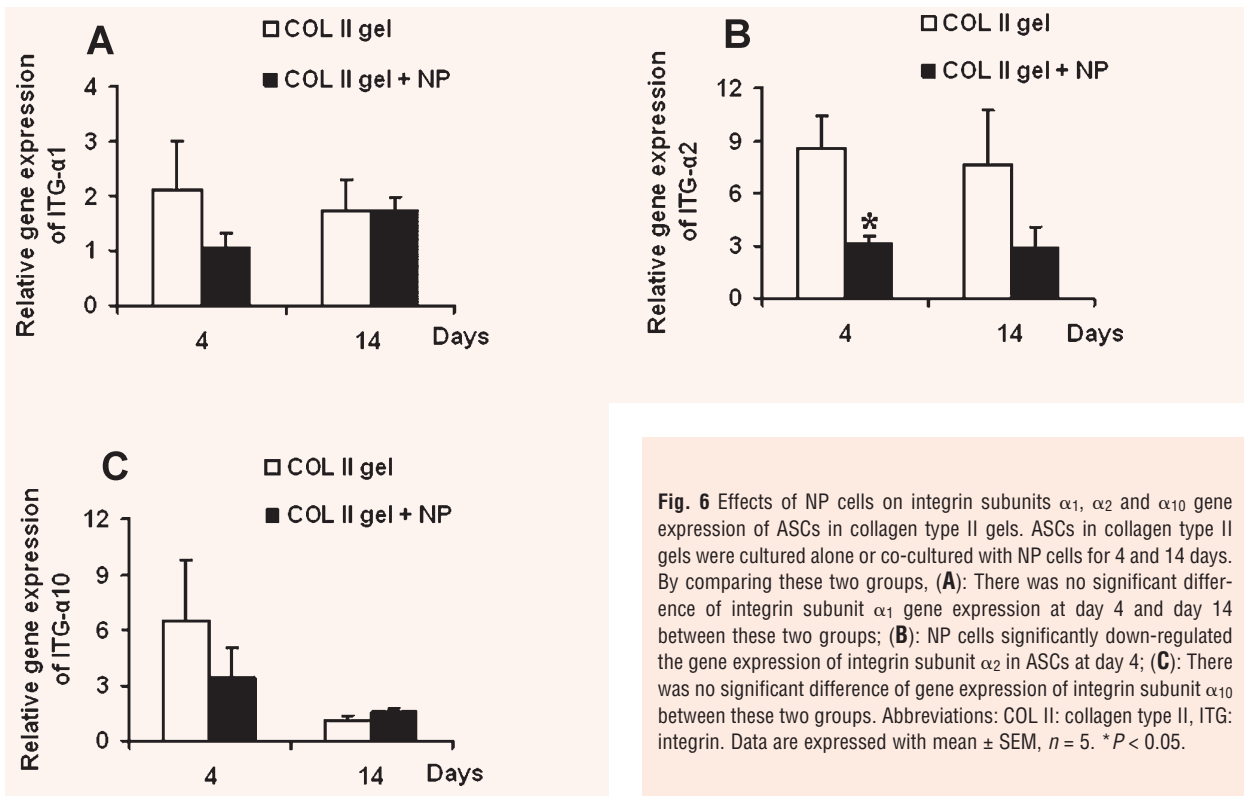 A
COL II gel
COL II gel + NP
Relative gene expression
of ITG-α1
4
3
2
1
0
4
14
Days
B
COL II gel
COL II gel + NP
Relative gene expression
of ITG-α2
12
9
6
3
0
*
4
14
Days
C
COL II gel
COL II gel + NP
Relative gene expression
of ITG-α10
12
9
6
3
0
4
14
Days
Fig. 6 Effects of NP cells on integrin subunits α1, α2 and α10 gene
expression of ASCs in collagen type II gels. ASCs in collagen type II
gels were cultured alone or co-cultured with NP cells for 4 and 14 days.
By comparing these two groups, (A): There was no significant differ-
ence of integrin subunit α1 gene expression at day 4 and day 14
between these two groups; (B): NP cells significantly down-regulated
the gene expression of integrin subunit α2 in ASCs at day 4; (C): There
was no significant difference of gene expression of integrin subunit α10
between these two groups. Abbreviations: COL II: collagen type II, ITG:
integrin. Data are expressed with mean ± SEM, n = 5. *P < 0.05.